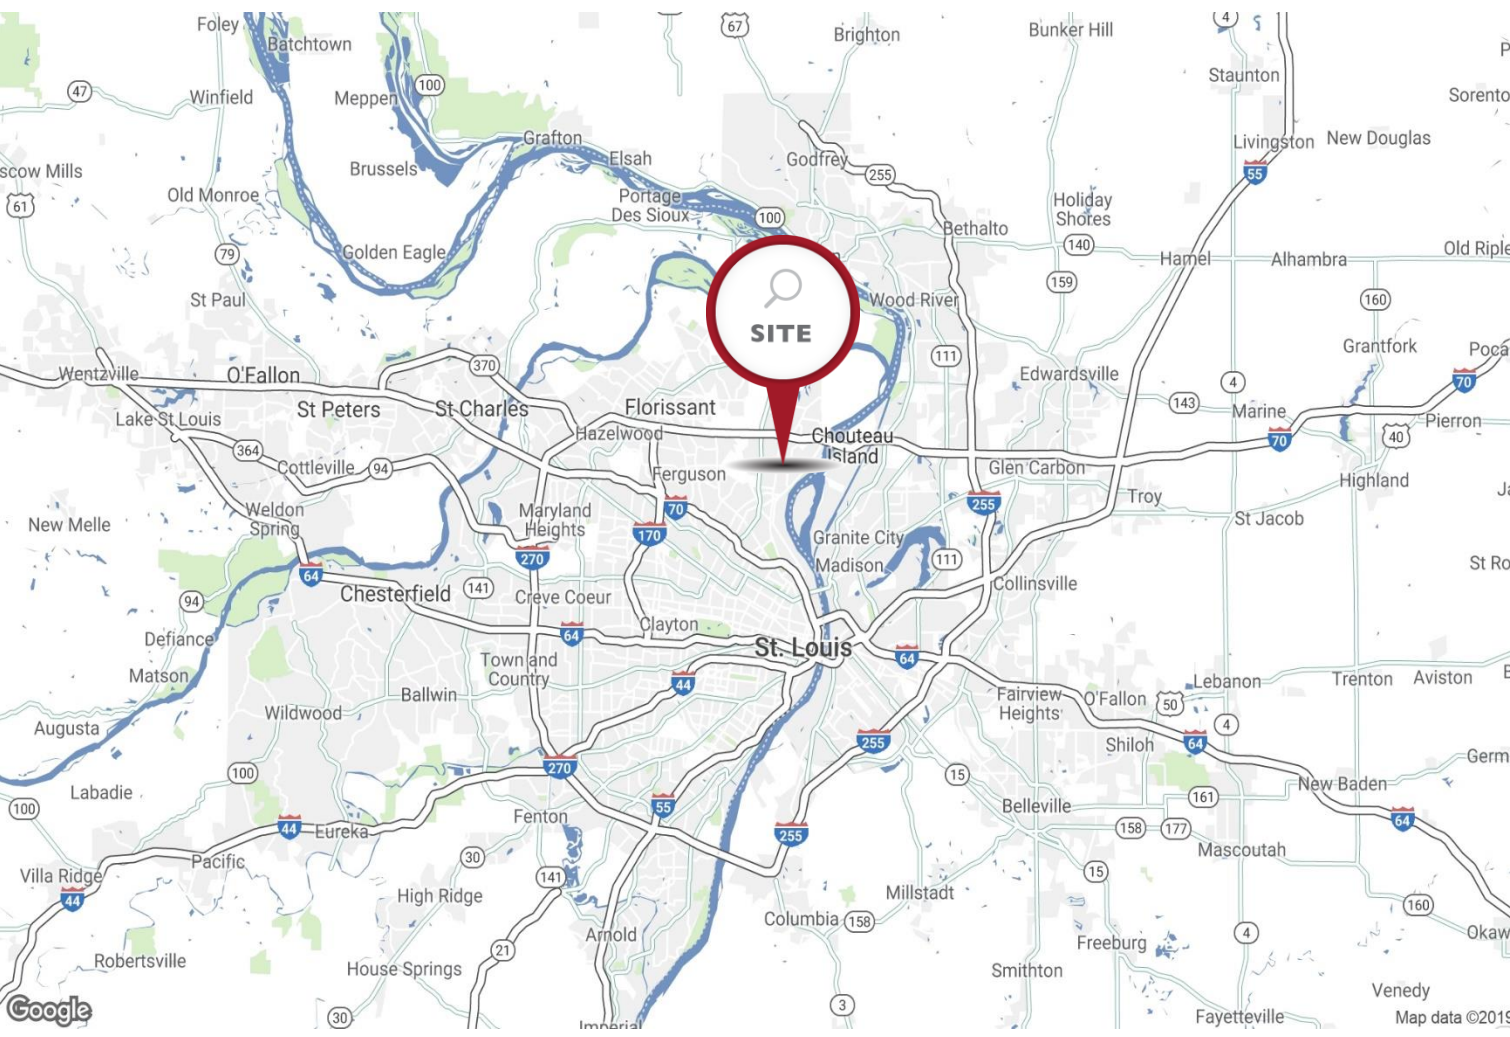 Foley
Batchtown
67
Brighton
Bunker Hill
4
Staunton
47
Winfield
Meppen
100
Sorento
Grafton
Livingston
New Douglas
Brussels
Elsah
Godfrey
255
55
scow Mills
61
Old Monroe
Portage
Des Sioux
100
Holiday
Shores
Bethalto
140
79
Golden Eagle
Hamel
Alhambra
Old Riple
159
St Paul
Wood River
160
SITE
111
Grantfork
Poca
Wentzville
O'Fallon
370
Edwardsville
4
70
143
Marine
St Peters
St Charles
Florissant
Lake St Louis
Hazelwood
Chouteau
Island
70
40
Pierron
364
Cottleville
94
Ferguson
Glen Carbon
Highland
Troy
Weldon
Spring
New Melle
Maryland
Heights
70
255
St Jacob
170
Granite City
270
Madison
111
64
Chesterfield
141
Creve Coeur
Collinsville
St Ro
94
Clayton
Defiance
64
St. Louis
64
Matson
Town and
Country
44
Ballwin
Lebanon
Trenton
Aviston
Fairview
Heights
O'Fallon
50
Wildwood
Augusta
4
255
Shiloh
64
Germ
100
270
15
Labadie
New Baden
100
55
Belleville
161
Fenton
44
Eureka
255
158
177
64
Mascoutah
Pacific
30
Villa Ridge
141
15
44
High Ridge
Millstadt
160
Columbia
158
Arnold
21
Freeburg
4
Okaw
Robertsville
House Springs
Smithton
Venedy
Google
30
3
Fayetteville
Map data ©2019
Imperial